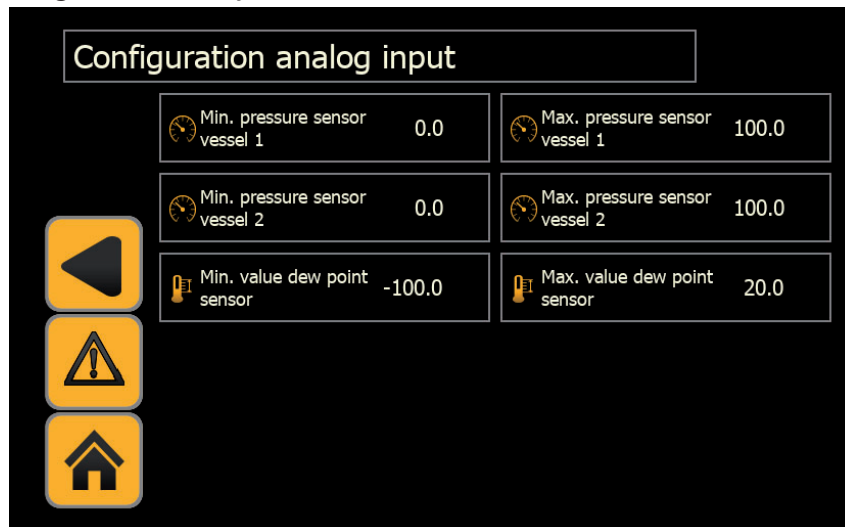 Configuration analog input
Min. pressure sensor
vessel 1
0.0
Max. pressure sensor
vessel 1
100.0
Min. pressure sensor
vessel 2
0.0
Max. pressure sensor
vessel 2
100.0
Min. value dew point
sensor
-100.0
Max. value dew point
sensor
20.0